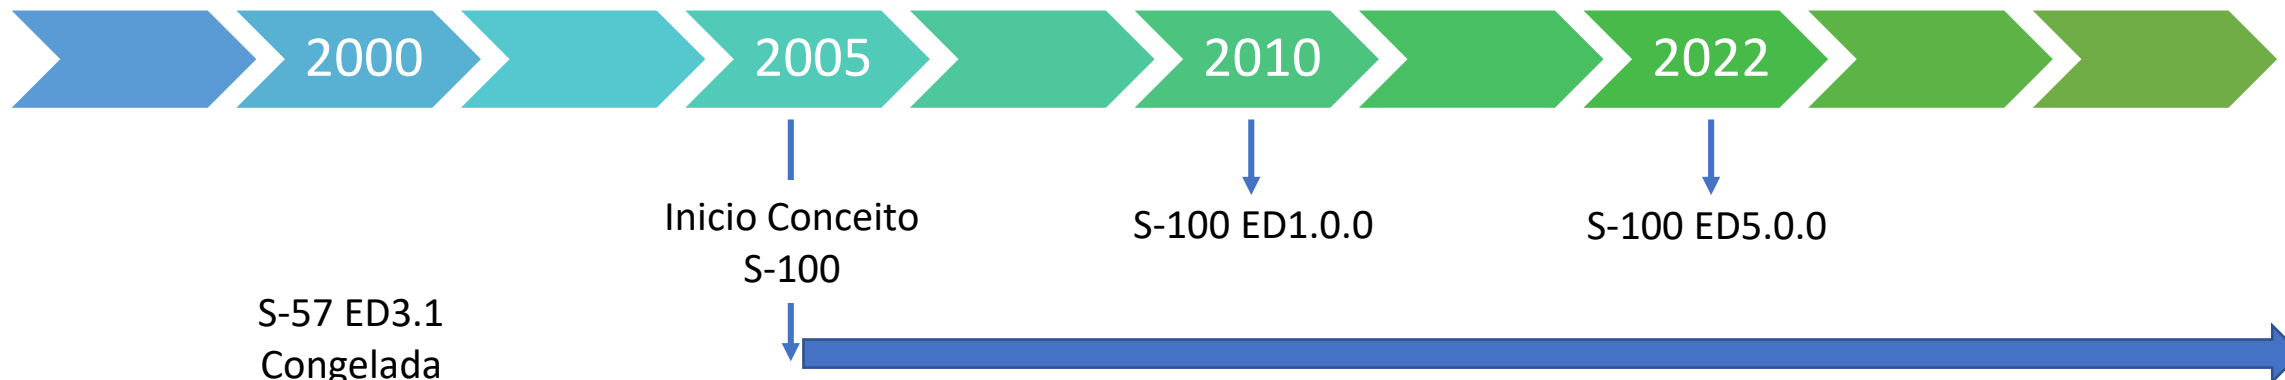 2000
2005
2010
2022
Inicio Conceito
S-100
S-100 ED1.0.0
S-100 ED5.0.0
S-57 ED3.1
Congelada